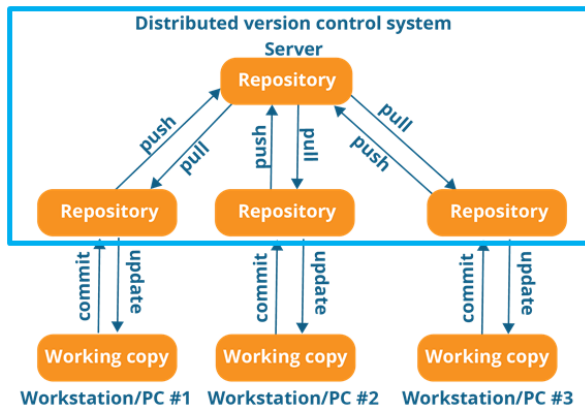 Distributed version control system
Server
Repository
push
pull
push
pull
push
pull
Repository
Repository
Repository
commit
update
commit
update
commit
update
Working copy
Working copy
Working copy
Workstation/PC #1
Workstation/PC #2
Workstation/PC #3